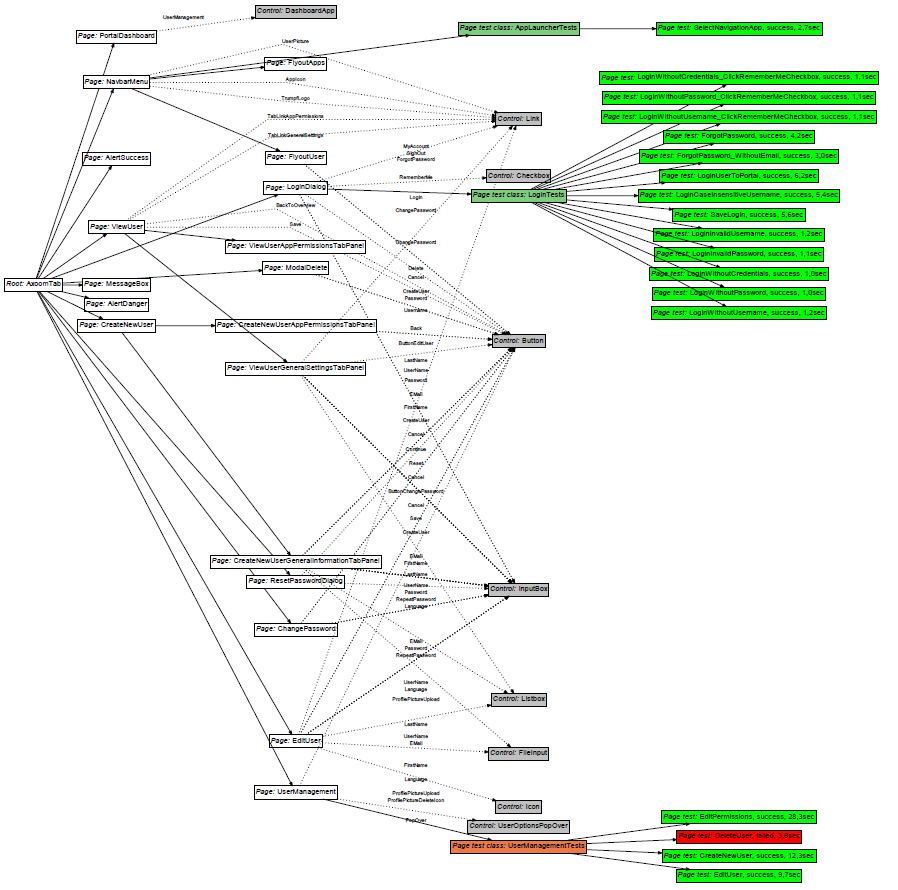 Control: DashboardApp
UserManagement
Page: PortalDashboard
Page test class: AppLauncherTests
Page test: SelectNavigationApp, success, 2,7sec
UserPicture
Page: FlyoutApps
Page: NavbarMenu
AppIcon
Page test: LoginWithoutCredentials_ClickRememberMeCheckbox, success, 1,1sec
TrumpfLogo
Page test: LoginWithoutPassword_ClickRememberMeCheckbox, success, 1,1sec
TabLinkAppPermissions
Control: Link
Page test: LoginWithoutUsername_ClickRememberMeCheckbox, success, 1,1sec
TabLinkGeneralSettings
Page test: ForgotPassword, success, 4,2sec
MyAccount
SignOut
ForgotPassword
Page: AlertSuccess
Page: FlyoutUser
Page test: ForgotPassword_WithoutEmail, success, 3,0sec
RememberMe
Control: Checkbox
Page test: LoginUserToPortal, success, 6,2sec
Page: LoginDialog
Login
Page test class: LoginTests
Page test: LoginCaseInsensitiveUsername, success, 5,4sec
BackToOverview
ChangePassword
Page test: SaveLogin, success, 5,6sec
Save
Page: ViewUser
Page test: LoginInvalidUsername, success, 1,2sec
Page: ViewUserAppPermissionsTabPanel
ChangePassword
Page test: LoginInvalidPassword, success, 1,1sec
Page: ModalDelete
Delete
Cancel
Page test: LoginWithoutCredentials, success, 1,0sec
Root: AxoomTab
Page: MessageBox
CreateUser
Password
Page test: LoginWithoutPassword, success, 1,0sec
Page: AlertDanger
UserName
Page test: LoginWithoutUsername, success, 1,2sec
Page: CreateNewUser
Page: CreateNewUserAppPermissionsTabPanel
Back
ButtonEditUser
Control: Button
Page: ViewUserGeneralSettingsTabPanel
LastName
UserName
Password
EMail
FirstName
CreateUser
Cancel
Continue
Reset
Cancel
ButtonChangePassword
Cancel
Save
CreateUser
Page: CreateNewUserGeneralInformationTabPanel
EMail
FirstName
LastName
Page: ResetPasswordDialog
UserName
Password
RepeatPassword
Language
Control: InputBox
Page: ChangePassword
EMail
Password
RepeatPassword
UserName
Language
ProfilePictureUpload
Control: Listbox
LastName
Page: EditUser
UserName
EMail
Control: FileInput
FirstName
Language
Page: UserManagement
ProfilePictureUpload
ProfilePictureDeleteIcon
Control: Icon
PopOver
Control: UserOptionsPopOver
Page test: EditPermissions, success, 28,3sec
Page test class: UserManagementTests
Page test: DeleteUser, failed, 3,8sec
Page test: CreateNewUser, success, 12,3sec
Page test: EditUser, success, 9,7sec